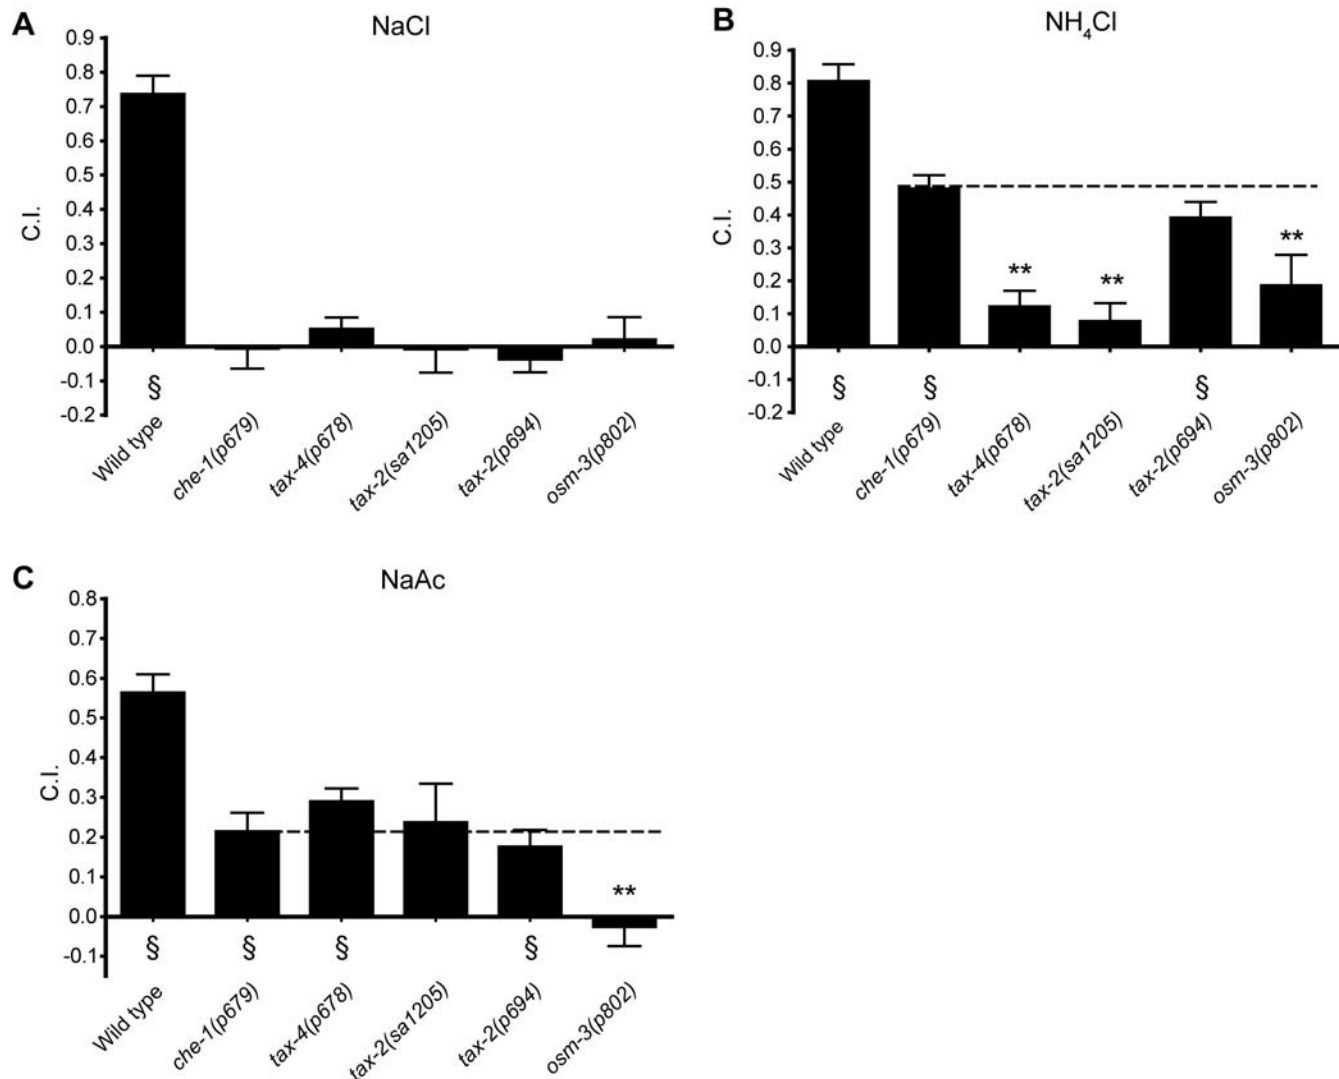 A
NaCl
C.I.
0.9
0.8
0.7
0.6
0.5
0.4
0.3
0.2
0.1
0.0
-0.1
-0.2
§
Wild type
che-1(p679)
tax-4(p678)
tax-2(sa1205)
tax-2(p694)
osm-3(p802)
B
NH4Cl
C.I.
0.9
0.8
0.7
0.6
0.5
0.4
0.3
0.2
0.1
0.0
-0.1
-0.2
** ** **
§ § §
Wild type
che-1(p679)
tax-4(p678)
tax-2(sa1205)
tax-2(p694)
osm-3(p802)
C
NaAc
C.I.
0.8
0.7
0.6
0.5
0.4
0.3
0.2
0.1
0.0
-0.1
**
§ § § §
Wild type
che-1(p679)
tax-4(p678)
tax-2(sa1205)
tax-2(p694)
osm-3(p802)